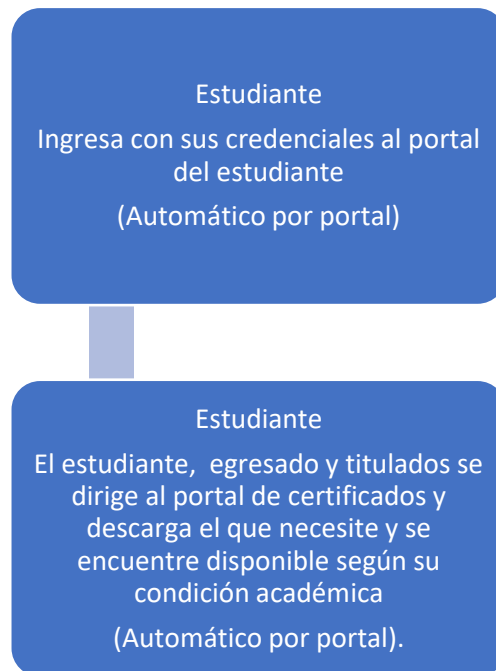 Estudiante
Ingresa con sus credenciales al portal
del estudiante
(Automático por portal)
Estudiante
El estudiante, egresado y titulados se
dirige al portal de certificados y
descarga el que necesite y se
encuentre disponible según su
condición académica
(Automático por portal).